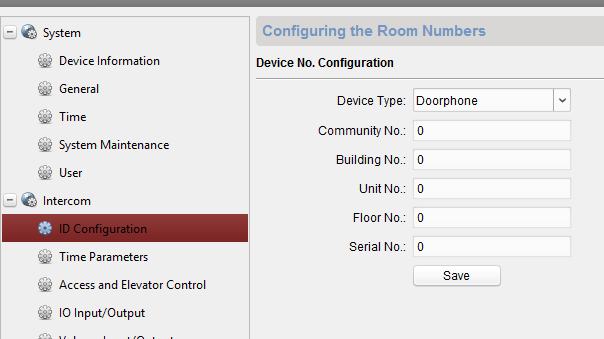 System
Device Information
General
Time
System Maintenance
User
Intercom
ID Configuration
Time Parameters
Access and Elevator Control
IO Input/Output
Configuring the Room Numbers
Device No. Configuration
Device Type: Doorphone
Community No.: 0
Building No.: 0
Unit No.: 0
Floor No.: 0
Serial No.: 0
Save